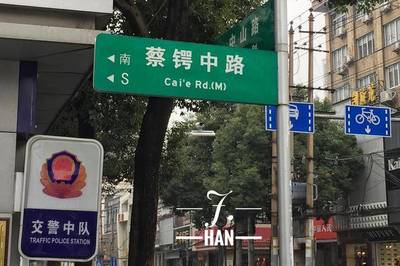 中山路
南 蔡锷中路
S Cai'e Rd.(M)
交警中队
TRAFFIC POLICE STATION
Z
HAN